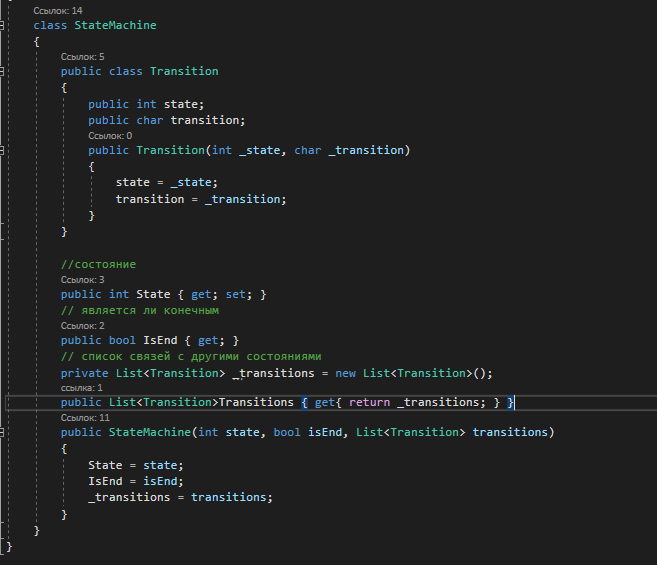 Ссылок: 14
class StateMachine
{
Ссылок: 5
public class Transition
{
public int state;
public char transition;
Ссылок: 0
public Transition(int _state, char _transition)
{
state = _state;
transition = _transition;
}
}
//состояние
Ссылок: 3
public int State { get; set; }
// является ли конечным
Ссылок: 2
public bool IsEnd { get; }
// список связей с другими состояниями
private List<Transition> _transitions = new List<Transition>();
ссылка: 1
public List<Transition>Transitions { get{ return _transitions; } }
Ссылок: 11
public StateMachine(int state, bool isEnd, List<Transition> transitions)
{
State = state;
IsEnd = isEnd;
_transitions = transitions;
}
}
}